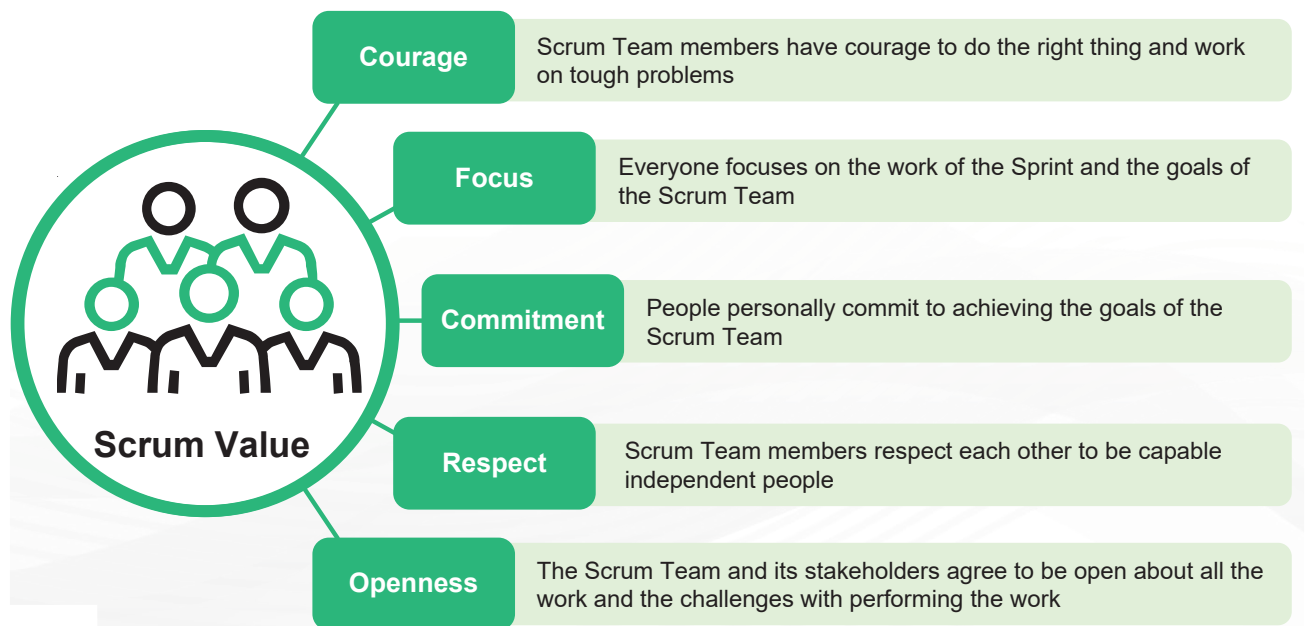 Courage
Scrum Team members have courage to do the right thing and work
on tough problems
Focus
Everyone focuses on the work of the Sprint and the goals of
the Scrum Team
Commitment
People personally commit to achieving the goals of the
Scrum Team
Scrum Value
Respect
Scrum Team members respect each other to be capable
independent people
Openness
The Scrum Team and its stakeholders agree to be open about all the
work and the challenges with performing the work